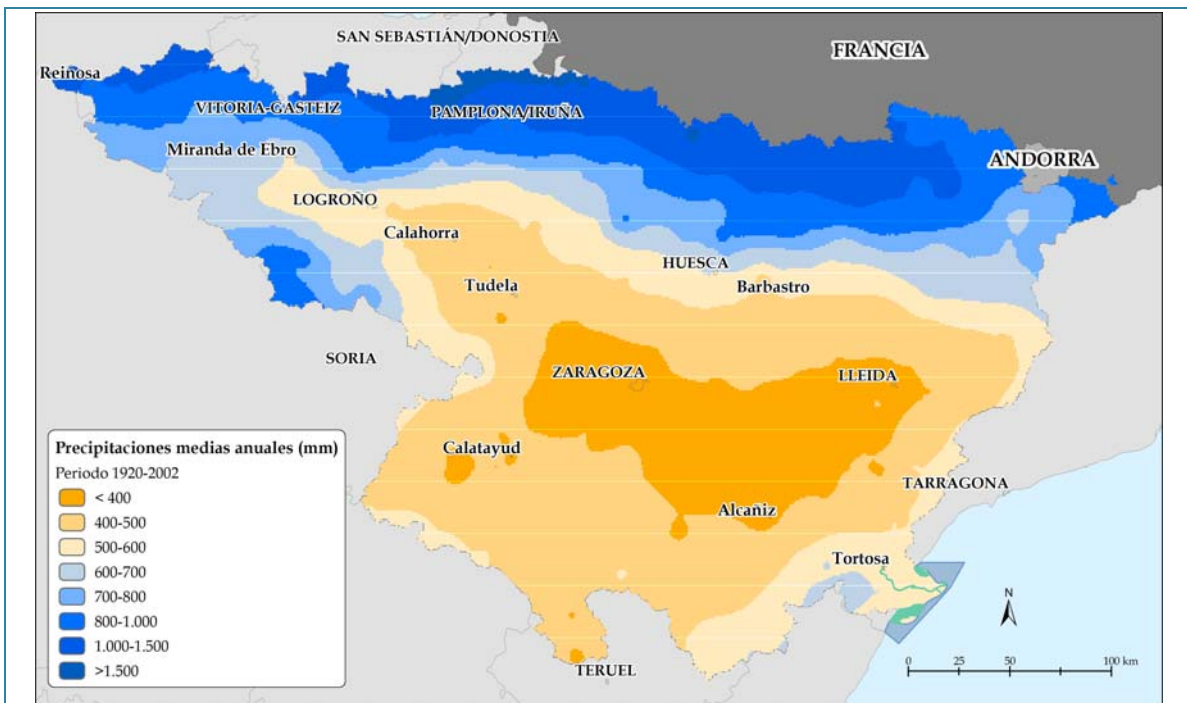 SAN SEBASTIÁN/DONOSTIA
FRANCIA
Reinosa
VITORIA-GASTEIZ
PAMPLONA/IRUÑA
Miranda de Ebro
ANDORRA
LOGROÑO
Calahorra
HUESCA
Tudela
Barbastro
SORIA
ZARAGOZA
LLEIDA
Calatayud
TARRAGONA
Alcañiz
Tortosa
TERUEL
Precipitaciones medias anuales (mm)
Periodo 1920-2002
< 400
400-500
500-600
600-700
700-800
800-1.000
1.000-1.500
>1.500
N
0 25 50 100 km